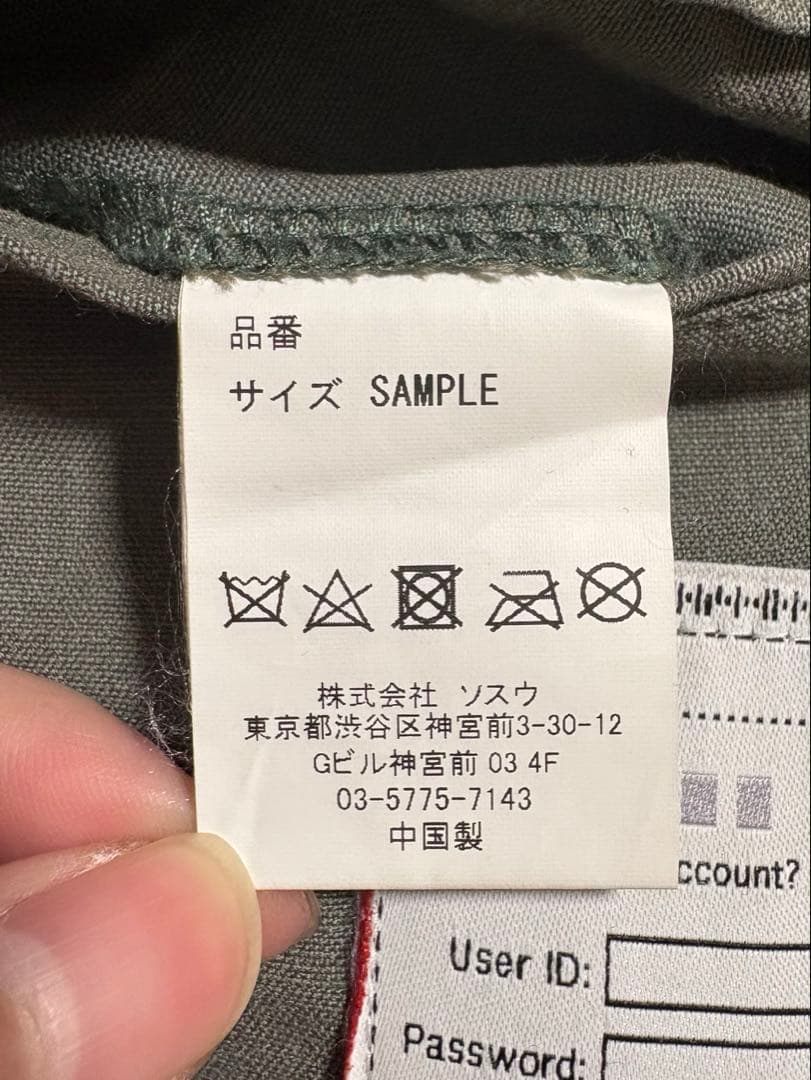 品番
サイズ SAMPLE
株式会社 ソスウ
東京都渋谷区神宮前3-30-12
Gビル神宮前 03 4F
03-5775-7143
中国製
ccount?
User ID:
Password: